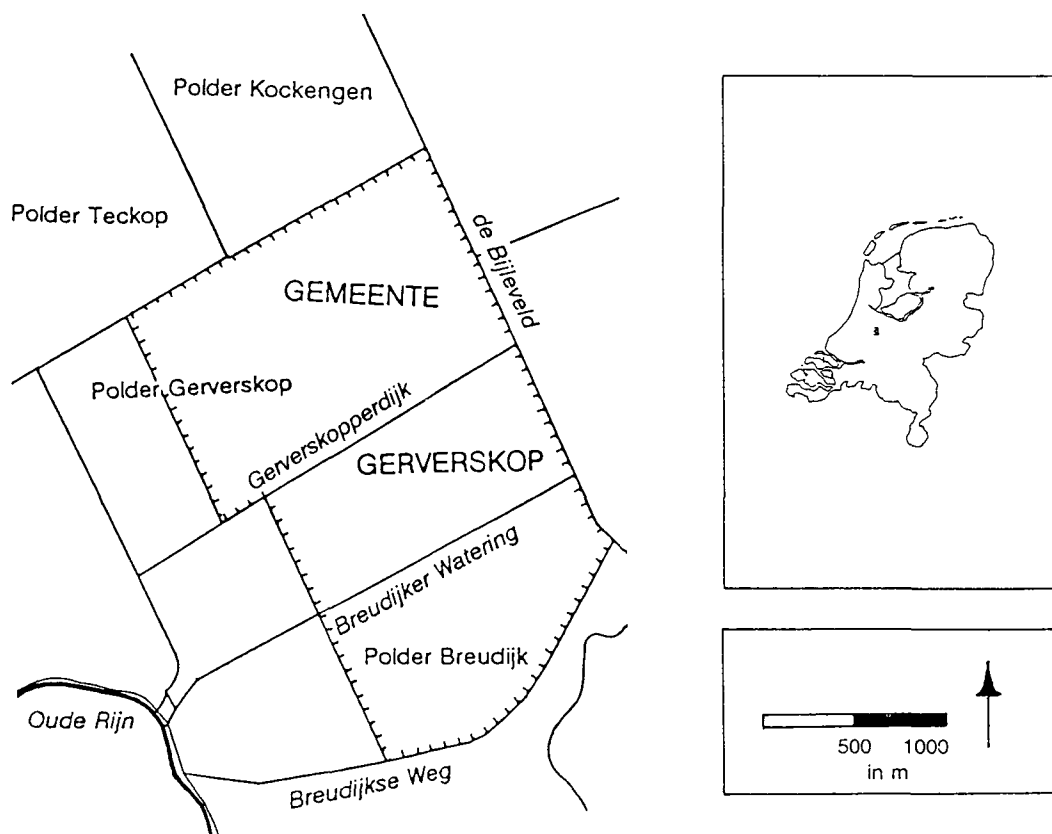 Polder Kockengen
Polder Teckop
de Bijleveld
GEMEENTE
Polder Gerverskop
Gerverskopperdijk
GERVERSKOP
Breudijker Watering
Polder Breudijk
Oude Rijn
Breudijkse Weg
500 1000
in m